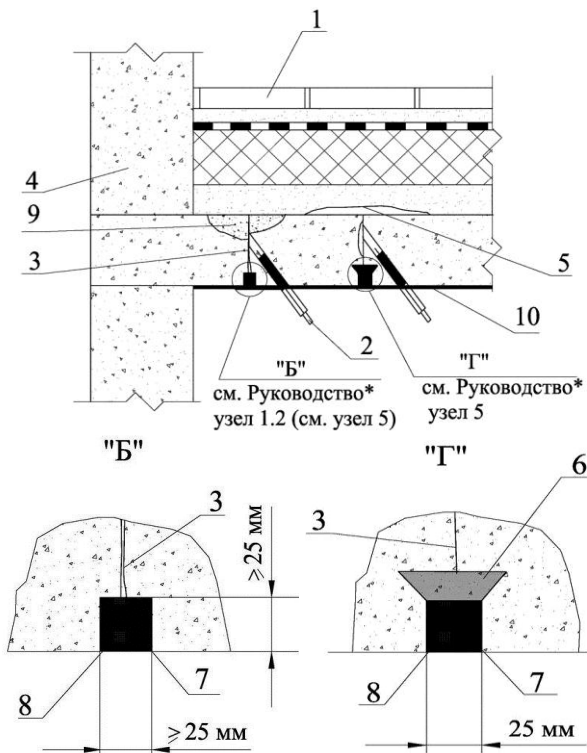 1
4
9
3
5
10
2
"Б"
см. Руководство*
узел 1.2 (см. узел 5)
"Г"
см. Руководство*
узел 5
"Б"
3
≥ 25 мм
8
7
≥ 25 мм
"Г"
6
3
8
7
25 мм